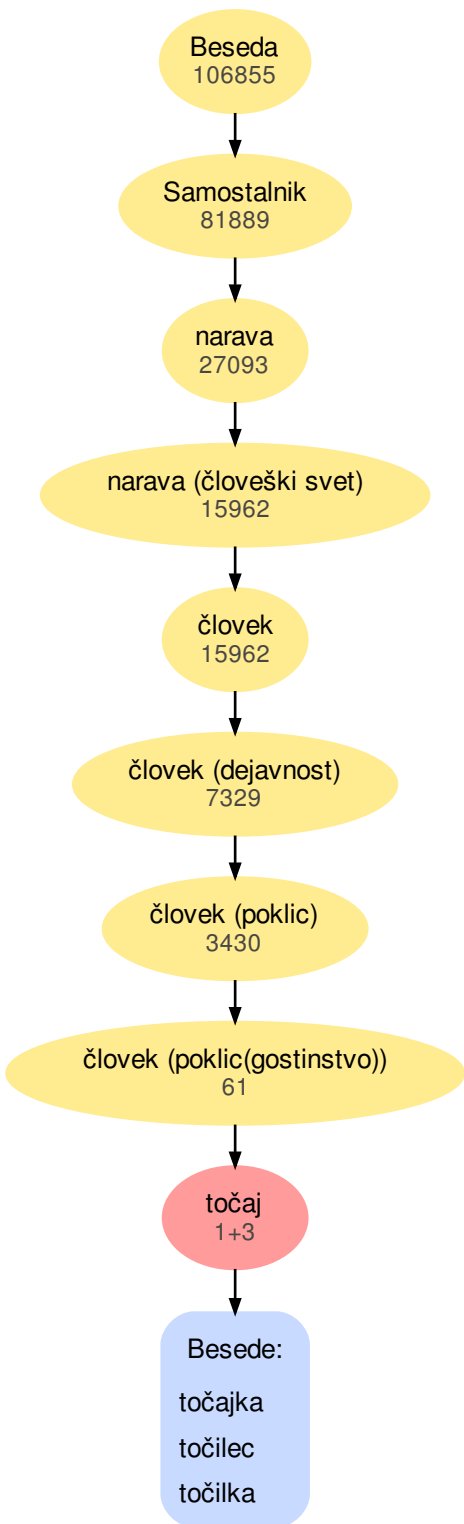 Beseda
106855
Samostalnik
81889
narava
27093
narava (človeški svet)
15962
človek
15962
človek (dejavnost)
7329
človek (poklic)
3430
človek (poklic(gostinstvo))
61
točaj
1+3
Besede:
točajka
točilec
točilka